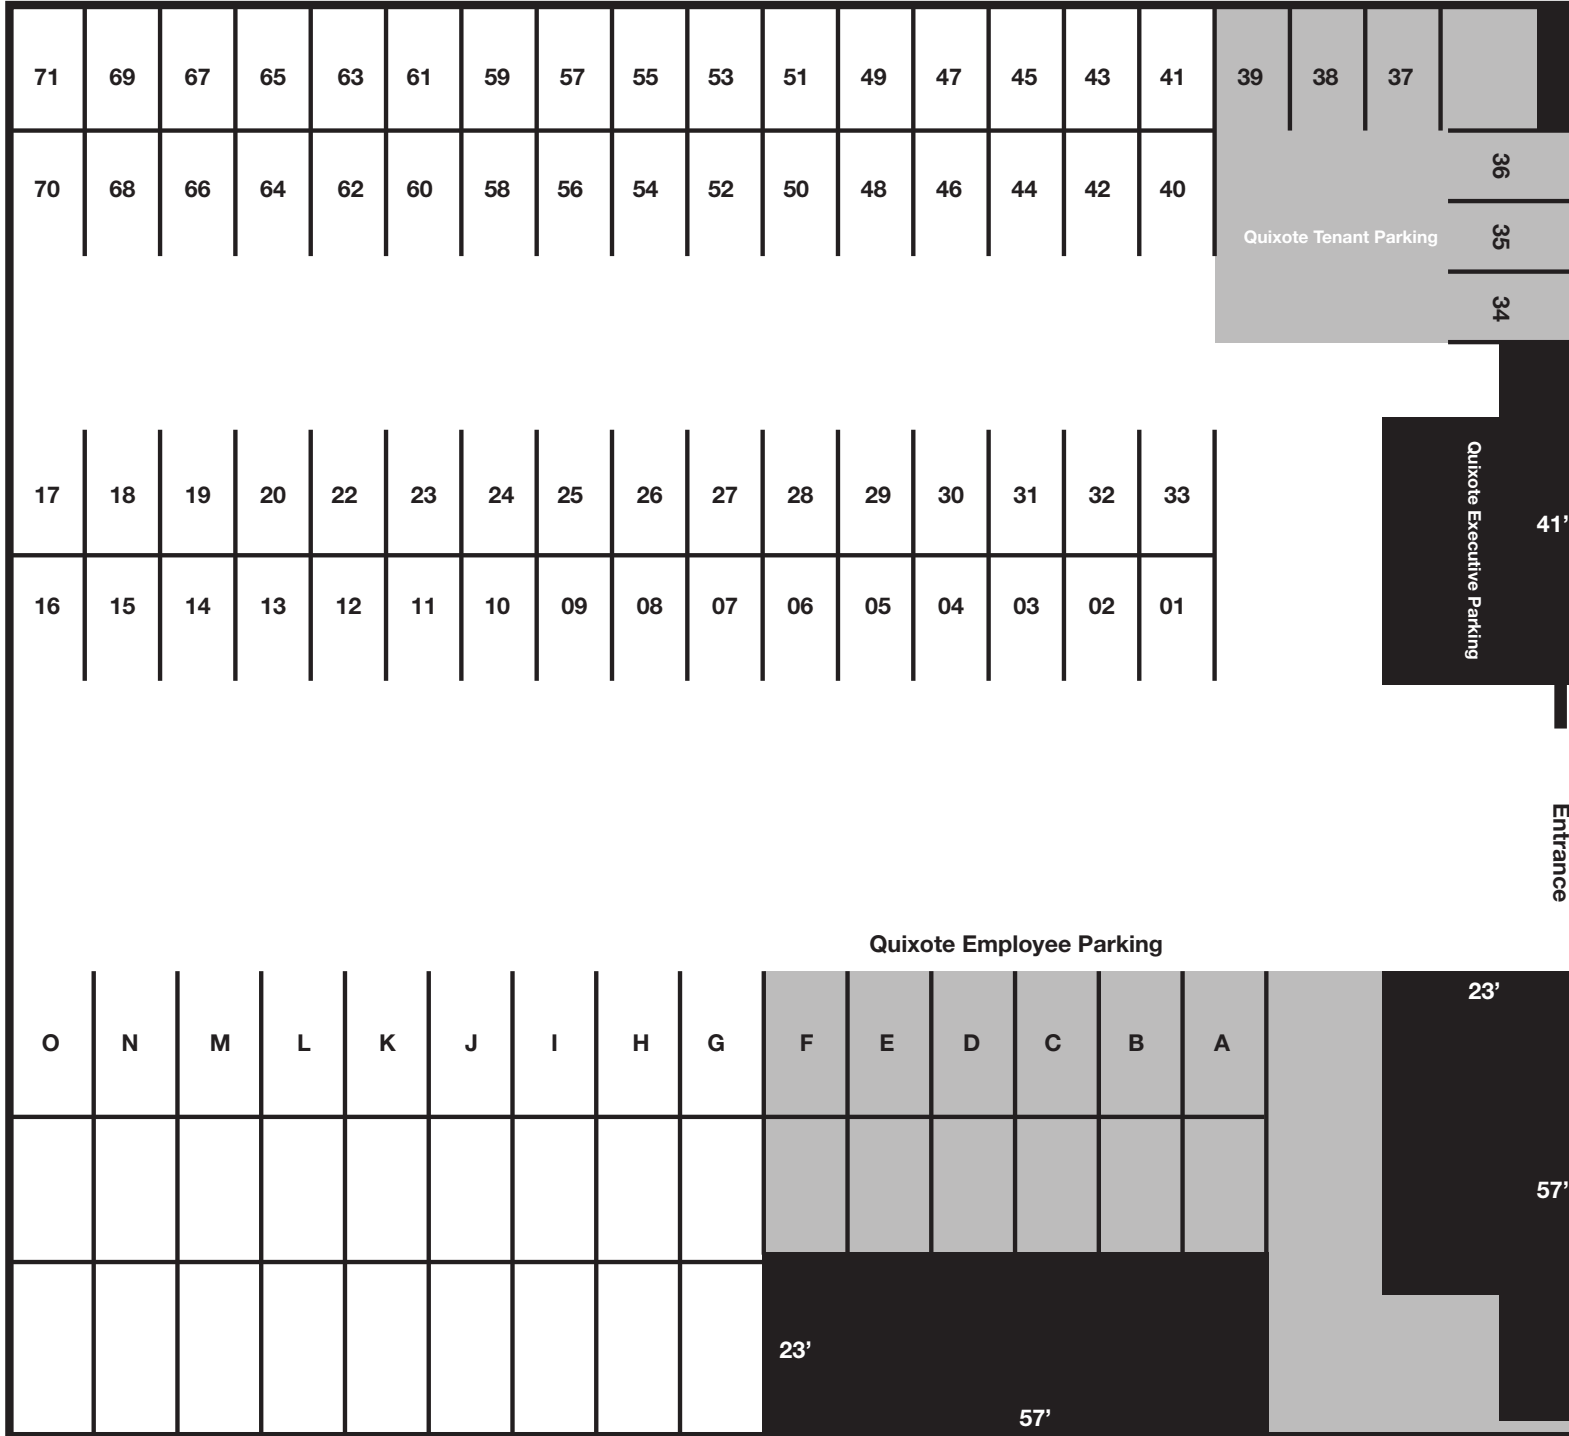 71 69 67 65 63 61 59 57 55 53 51 49 47 45 43 41 39 38 37
36
70 68 66 64 62 60 58 56 54 52 50 48 46 44 42 40
Quixote Tenant Parking
35
34
17 18 19 20 22 23 24 25 26 27 28 29 30 31 32 33
Quixote Executive Parking
41’
16 15 14 13 12 11 10 09 08 07 06 05 04 03 02 01
Entrance
Quixote Employee Parking
23’
O N M L K J I H G F E D C B A
57’
23’
57’